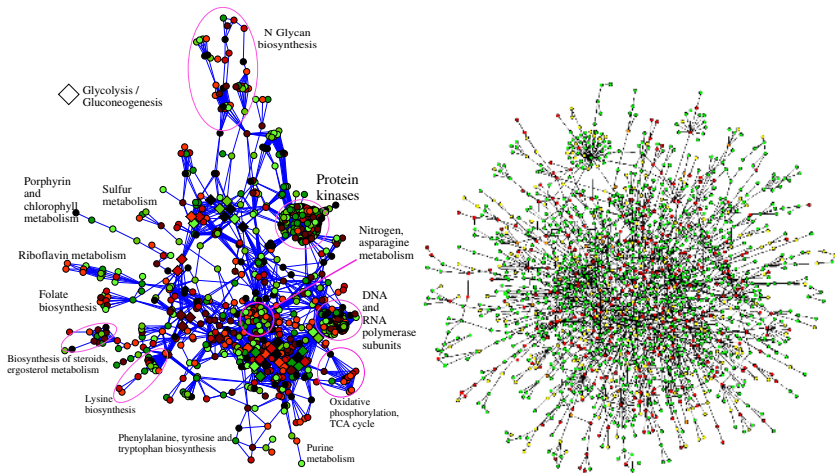 N Glycan
biosynthesis
Glycolysis /
Gluconeogenesis
Porphyrin
and
chlorophyll
metabolism
Sulfur
metabolism
Protein
kinases
Nitrogen,
asparagine
metabolism
Riboflavin metabolism
Folate
biosynthesis
DNA
and
RNA
polymerase
subunits
Biosynthesis of steroids,
ergosterol metabolism
Lysine
biosynthesis
Oxidative
phosphorylation,
TCA cycle
Phenylalanine, tyrosine and
tryptophan biosynthesis
Purine
metabolism